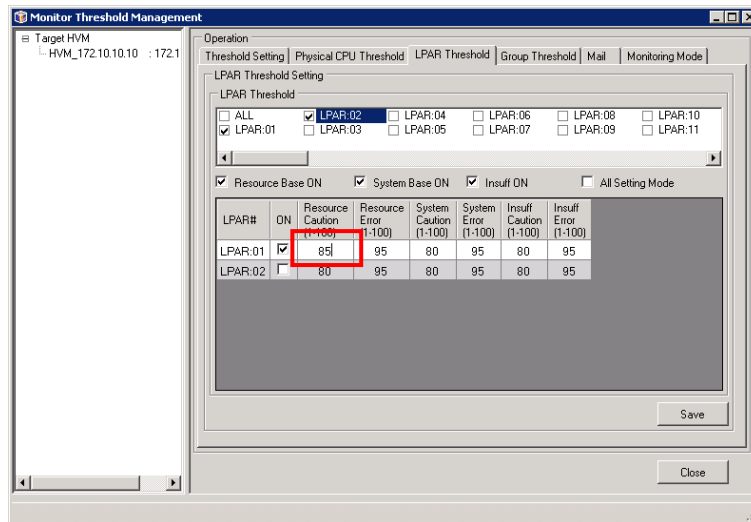 Monitor Threshold Management
Target HVM
HVM_172.10.10.10 : 172.1
Operation
Threshold Setting Physical CPU Threshold LPAR Threshold Group Threshold Mail Monitoring Mode
LPAR Threshold Setting
LPAR Threshold
ALL LPAR:02 LPAR:04 LPAR:06 LPAR:08 LPAR:10
LPAR:01 LPAR:03 LPAR:05 LPAR:07 LPAR:09 LPAR:11
Resource Base ON System Base ON Insuff ON All Setting Mode
LPAR# ON Resource Caution (1-100) Resource Error (1-100) System Caution (1-100) System Error (1-100) Insuff Caution (1-100) Insuff Error (1-100)
LPAR:01 85 95 80 95 80 95
LPAR:02 80 95 80 95 80 95
Save
Close